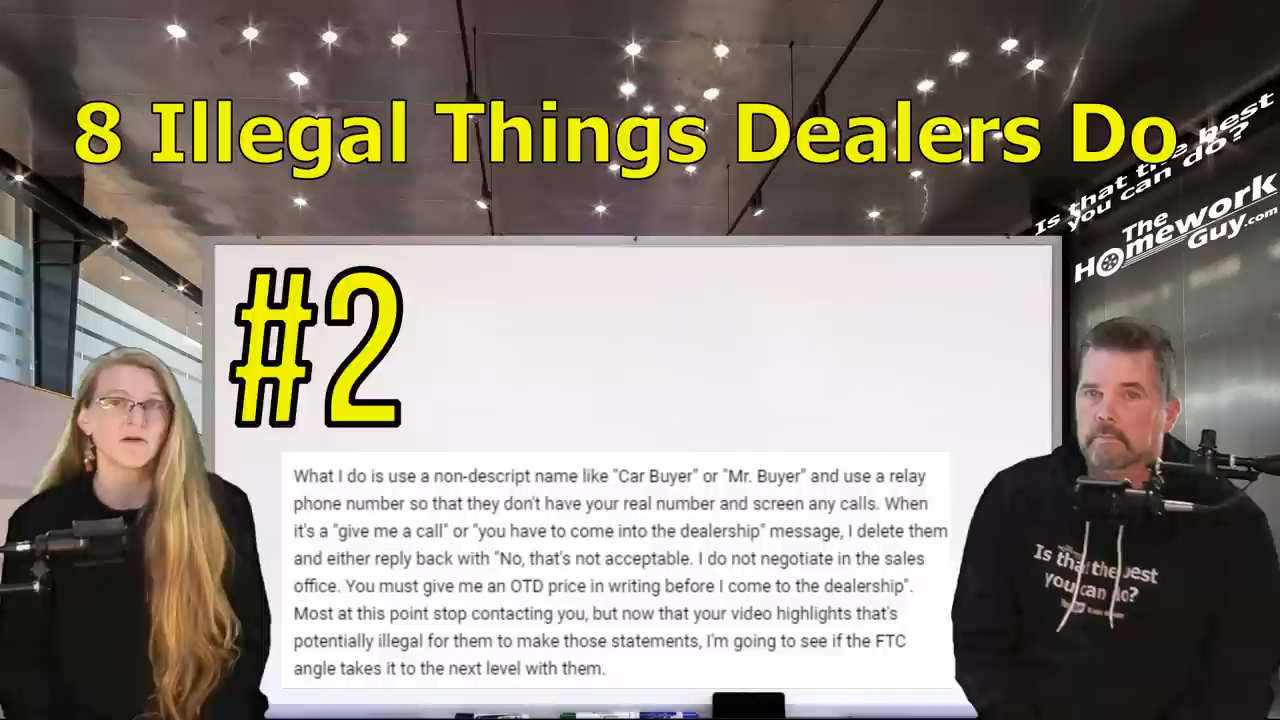 8 Illegal Things Dealers Do
Is that the best
you can do?
The
Homework
Guy.com
#2
What I do is use a non-descript name like "Car Buyer" or "Mr. Buyer" and use a relay
phone number so that they don't have your real number and screen any calls. When
it's a "give me a call" or "you have to come into the dealership" message, I delete them
and either reply back with "No, that's not acceptable. I do not negotiate in the sales
office. You must give me an OTD price in writing before I come to the dealership".
Most at this point stop contacting you, but now that your video highlights that's
potentially illegal for them to make those statements, I'm going to see if the FTC
angle takes it to the next level with them.
Is that the best
you can do?